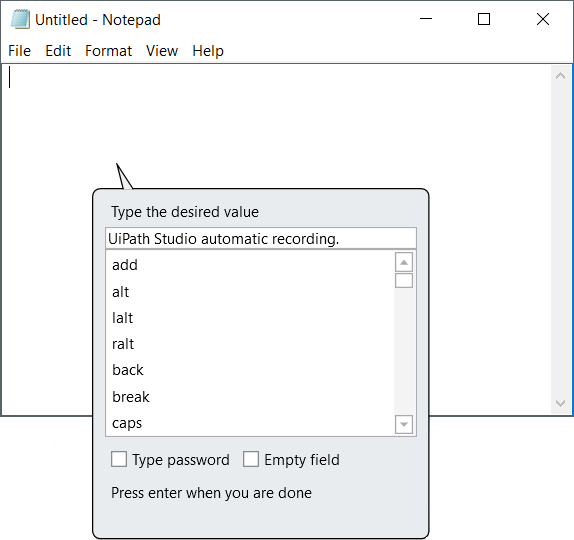 Untitled - Notepad
File Edit Format View Help
Type the desired value
UiPath Studio automatic recording.
add
alt
lalt
ralt
back
break
caps
Type password Empty field
Press enter when you are done